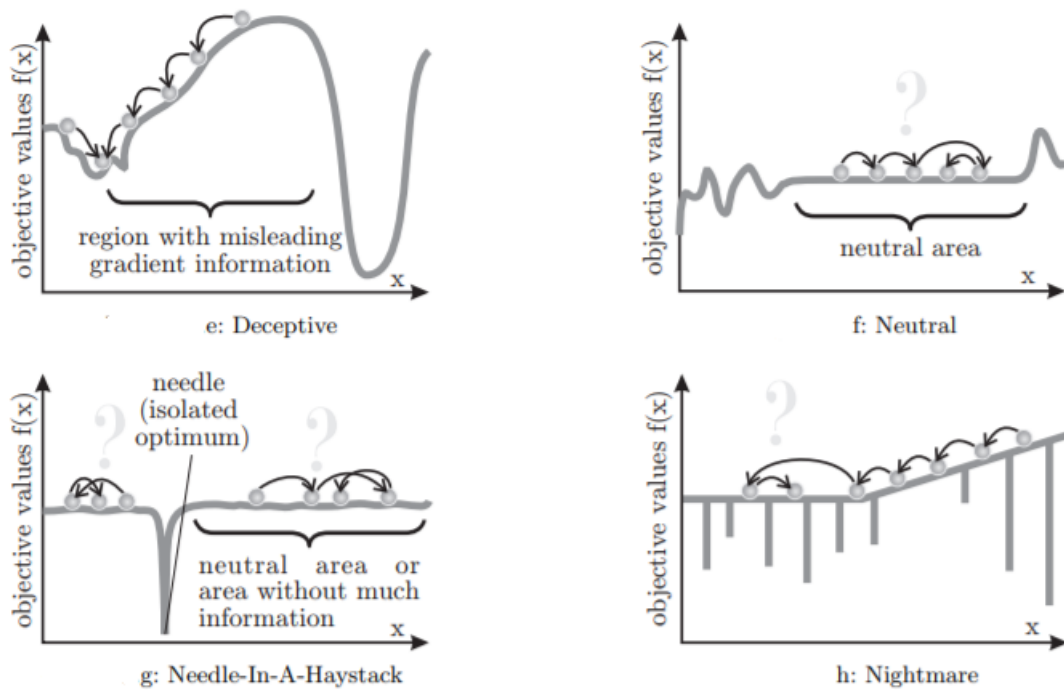 objective values f(x)
region with misleading
gradient information
x
e: Deceptive
objective values f(x)
?
neutral area
x
f: Neutral
objective values f(x)
needle
(isolated
optimum)
?
?
neutral area or
area without much
information
x
g: Needle-In-A-Haystack
objective values f(x)
?
x
h: Nightmare